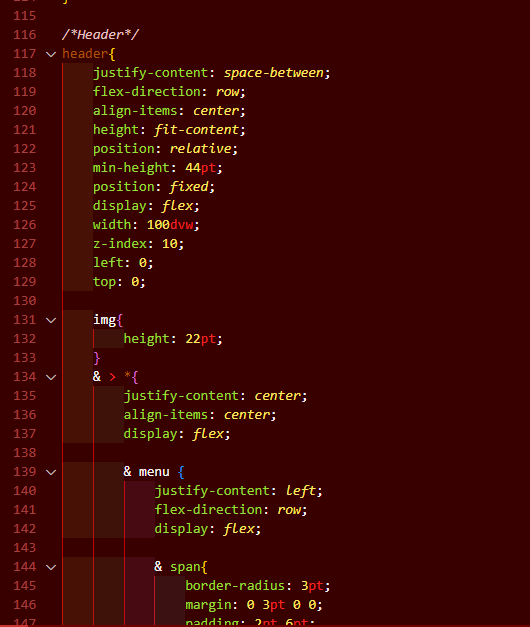 115
116 /*Header*/
117 header{
118 justify-content: space-between;
119 flex-direction: row;
120 align-items: center;
121 height: fit-content;
122 position: relative;
123 min-height: 44pt;
124 position: fixed;
125 display: flex;
126 width: 100dvw;
127 z-index: 10;
128 left: 0;
129 top: 0;
130
131 img{
132 height: 22pt;
133 }
134 & > *{
135 justify-content: center;
136 align-items: center;
137 display: flex;
138
139 & menu {
140 justify-content: left;
141 flex-direction: row;
142 display: flex;
143
144 & span{
145 border-radius: 3pt;
146 margin: 0 3pt 0 0;
147 padding: 2pt 6pt;